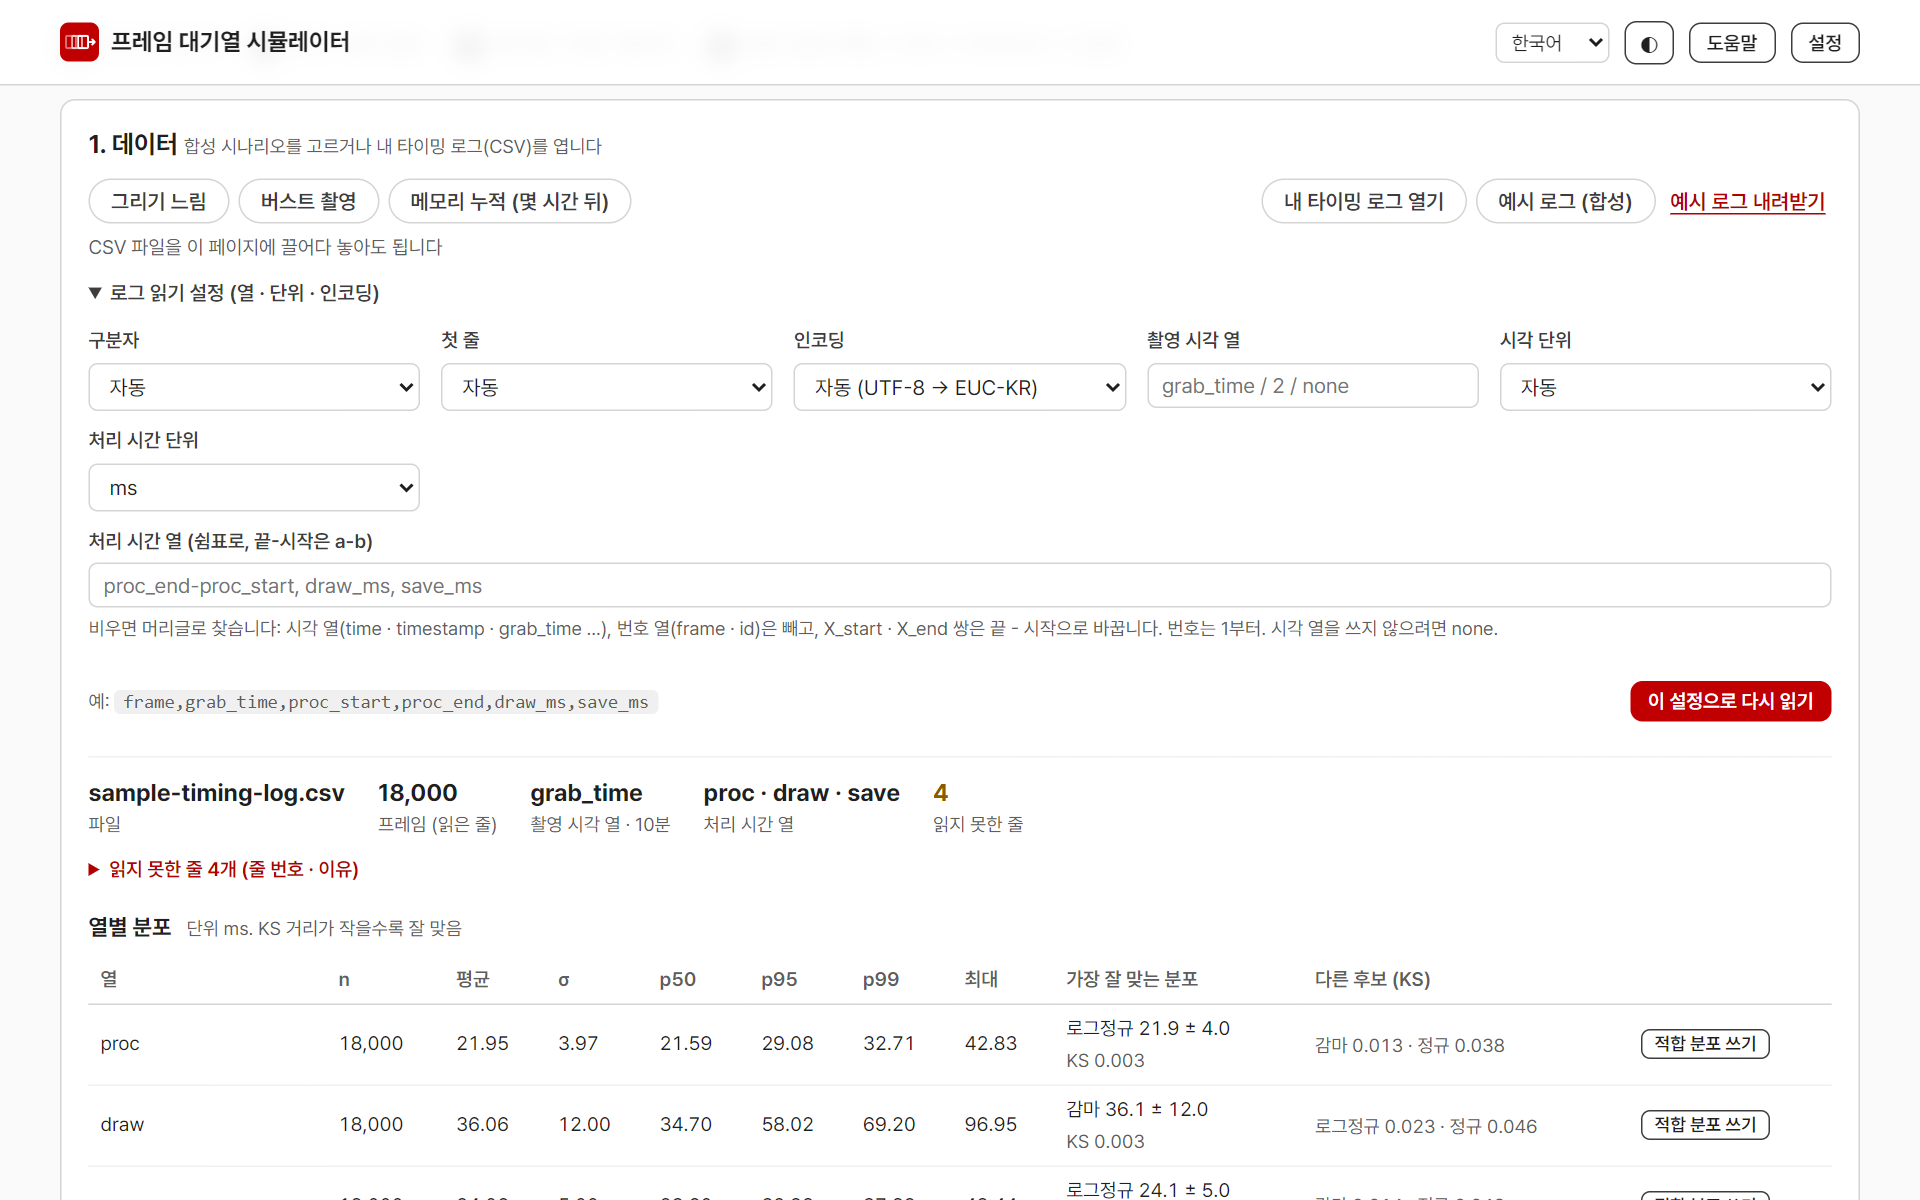 프레임 대기열 시뮬레이터
한국어
도움말
설정
1. 데이터 합성 시나리오를 고르거나 내 타이밍 로그(CSV)를 엽니다
그리기 느림
버스트 촬영
메모리 누적 (몇 시간 뒤)
내 타이밍 로그 열기
예시 로그 (합성)
예시 로그 내려받기
CSV 파일을 이 페이지에 끌어다 놓아도 됩니다
▼ 로그 읽기 설정 (열 · 단위 · 인코딩)
구분자 첫 줄 인코딩 촬영 시각 열 시각 단위
자동 자동 자동 (UTF-8 → EUC-KR) grab_time / 2 / none 자동
처리 시간 단위
ms
처리 시간 열 (쉼표로, 끝-시작은 a-b)
proc_end-proc_start, draw_ms, save_ms
비우면 머리글로 찾습니다: 시각 열(time · timestamp · grab_time ...), 번호 열(frame · id)은 빼고, X_start · X_end 쌍은 끝 - 시작으로 바꿉니다. 번호는 1부터. 시각 열을 쓰지 않으려면 none.
예: frame,grab_time,proc_start,proc_end,draw_ms,save_ms
이 설정으로 다시 읽기
sample-timing-log.csv 18,000 grab_time proc · draw · save 4
파일 프레임 (읽은 줄) 촬영 시각 열 · 10분 처리 시간 열 읽지 못한 줄
▶ 읽지 못한 줄 4개 (줄 번호 · 이유)
열별 분포 단위 ms. KS 거리가 작을수록 잘 맞음
열 n 평균 σ p50 p95 p99 최대 가장 잘 맞는 분포 다른 후보 (KS)
proc 18,000 21.95 3.97 21.59 29.08 32.71 42.83 로그정규 21.9 ± 4.0 감마 0.013 · 정규 0.038 적합 분포 쓰기
KS 0.003
draw 18,000 36.06 12.00 34.70 58.02 69.20 96.95 감마 36.1 ± 12.0 로그정규 0.023 · 정규 0.046 적합 분포 쓰기
KS 0.003
로그정규 24.1 ± 5.0